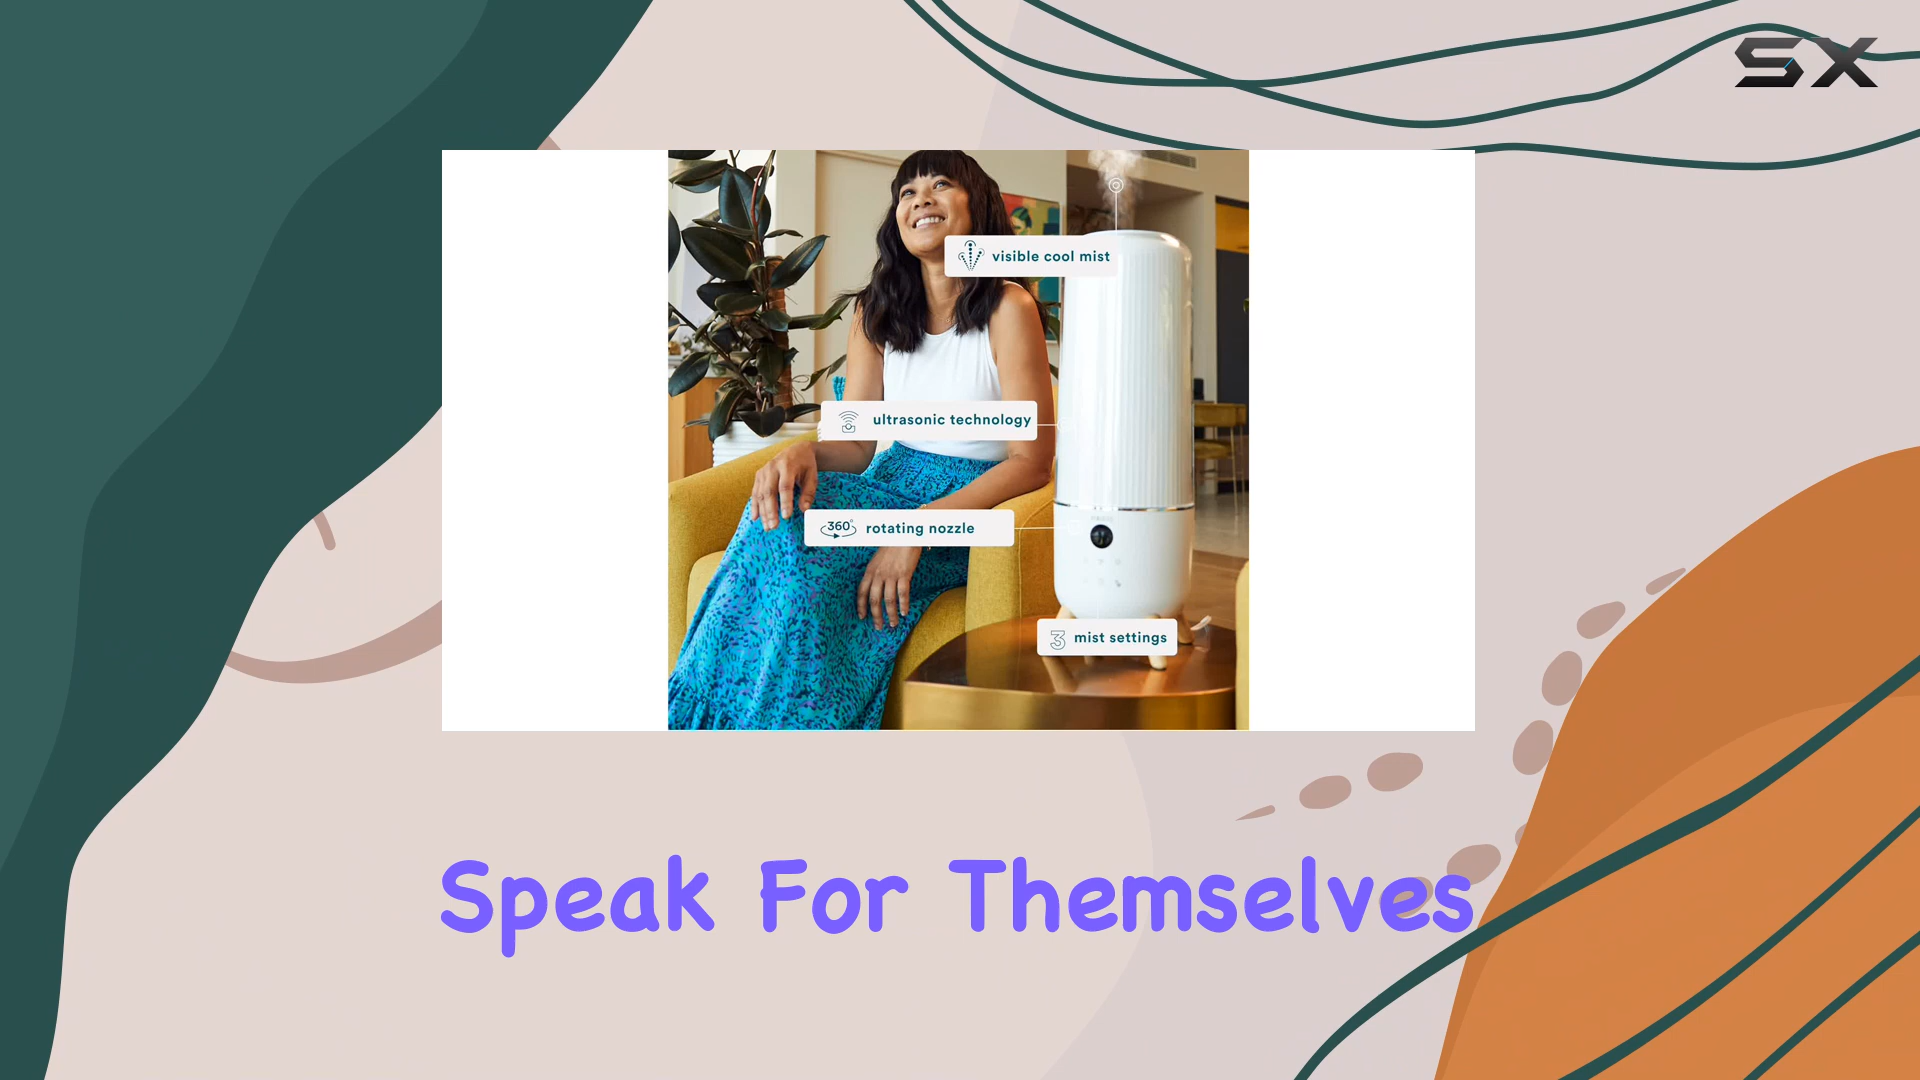 SX
visible cool mist
ultrasonic technology
360° rotating nozzle
3 mist settings
Speak For Themselves